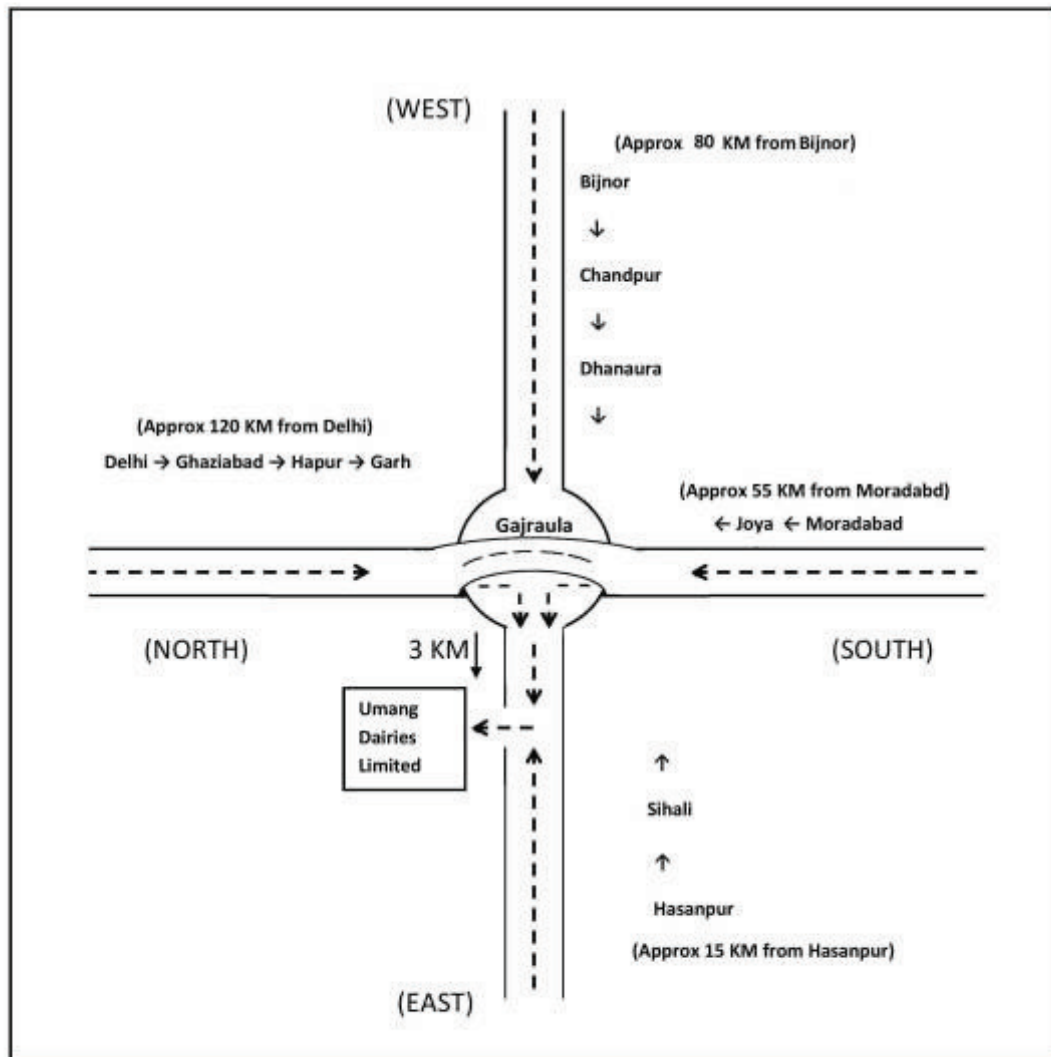 (WEST)
(Approx 80 KM from Bijnor)
Bijnor
↓
Chandpur
↓
Dhanaura
↓
(Approx 120 KM from Delhi)
Delhi → Ghaziabad → Hapur → Garh
(Approx 55 KM from Moradabd)
← Joya ← Moradabad
Gajraula
(NORTH)
3 KM
(SOUTH)
Umang
Dairies
Limited
↑
Sihali
↑
Hasanpur
(Approx 15 KM from Hasanpur)
(EAST)